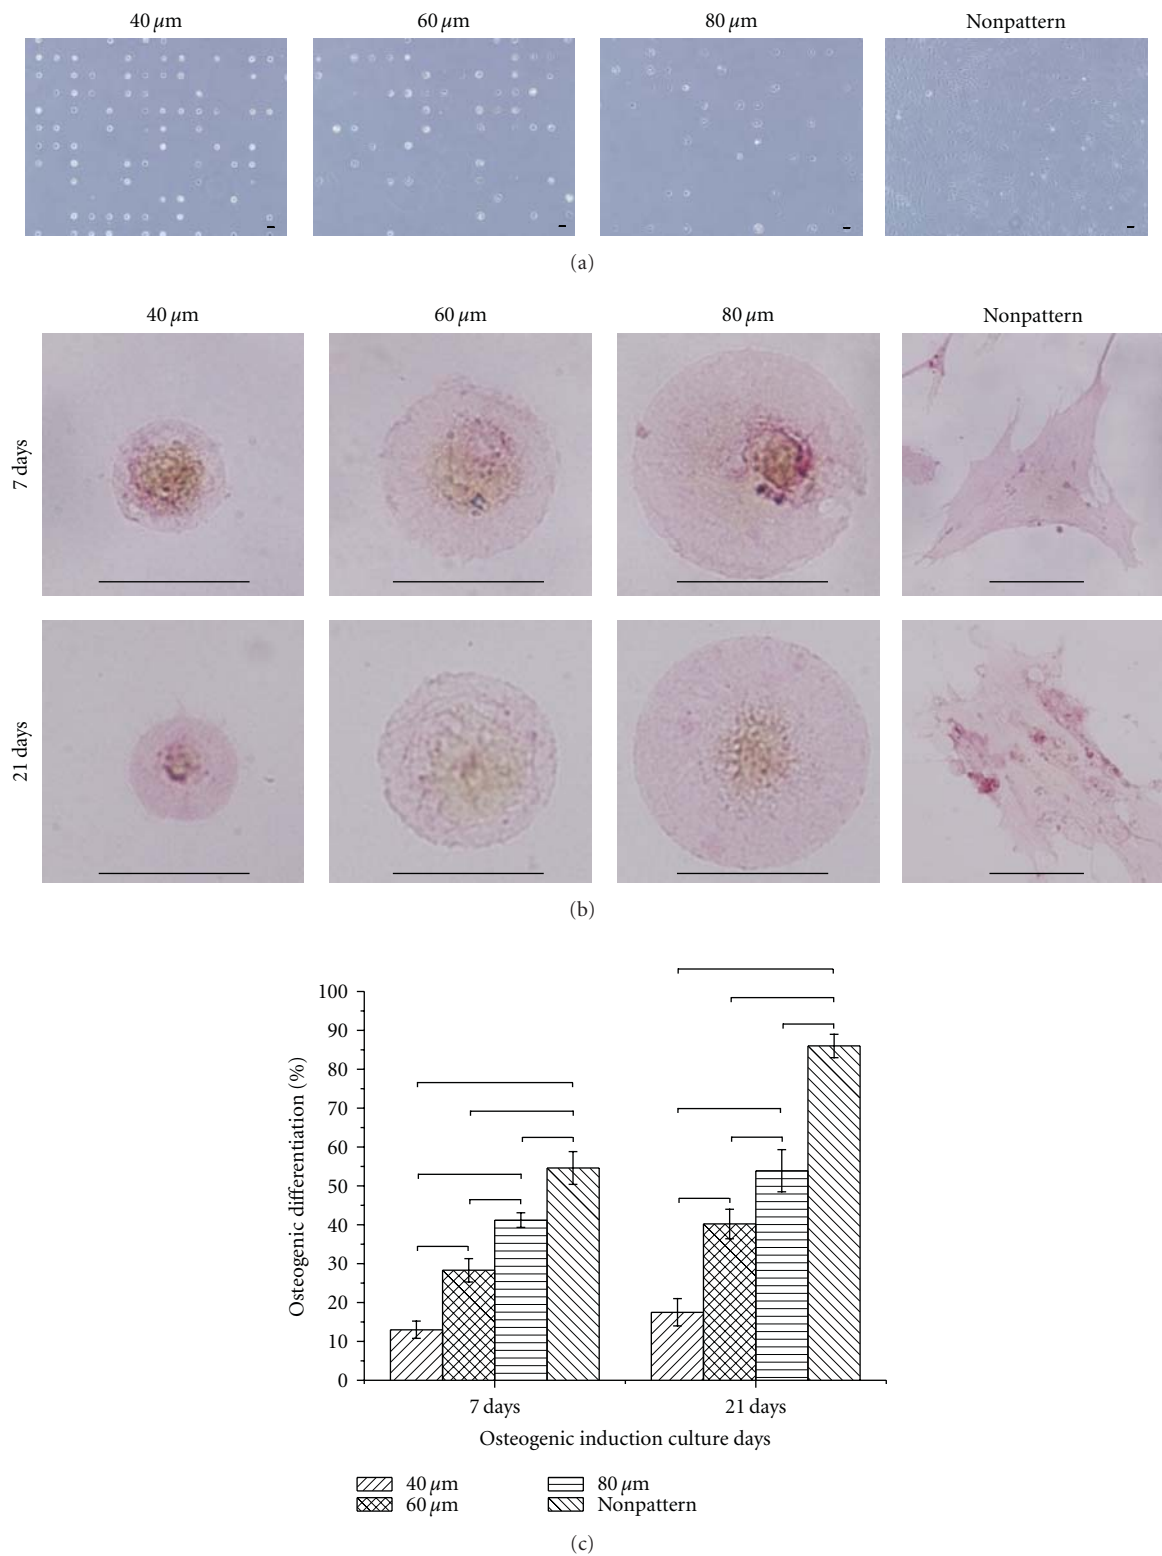 40 µm 60 µm 80 µm Nonpattern
(a)
40 µm 60 µm 80 µm Nonpattern
7 days
21 days
(b)
100
90
80
70
60
50
40
30
20
10
0
Osteogenic differentiation (%)
7 days 21 days
Osteogenic induction culture days
40 µm 80 µm
60 µm Nonpattern
(c)